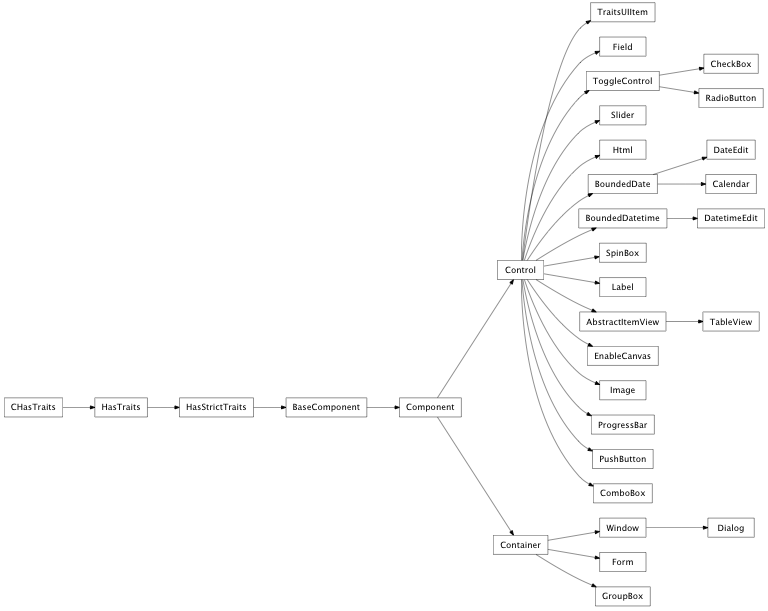 TraitsUIItem
Field
CheckBox
ToggleControl
RadioButton
Slider
Html
DateEdit
BoundedDate
Calendar
BoundedDatetime
DatetimeEdit
SpinBox
Control
Label
AbstractItemView
TableView
EnableCanvas
Image
CHasTraits
HasTraits
HasStrictTraits
BaseComponent
Component
ProgressBar
PushButton
ComboBox
Window
Dialog
Container
Form
GroupBox